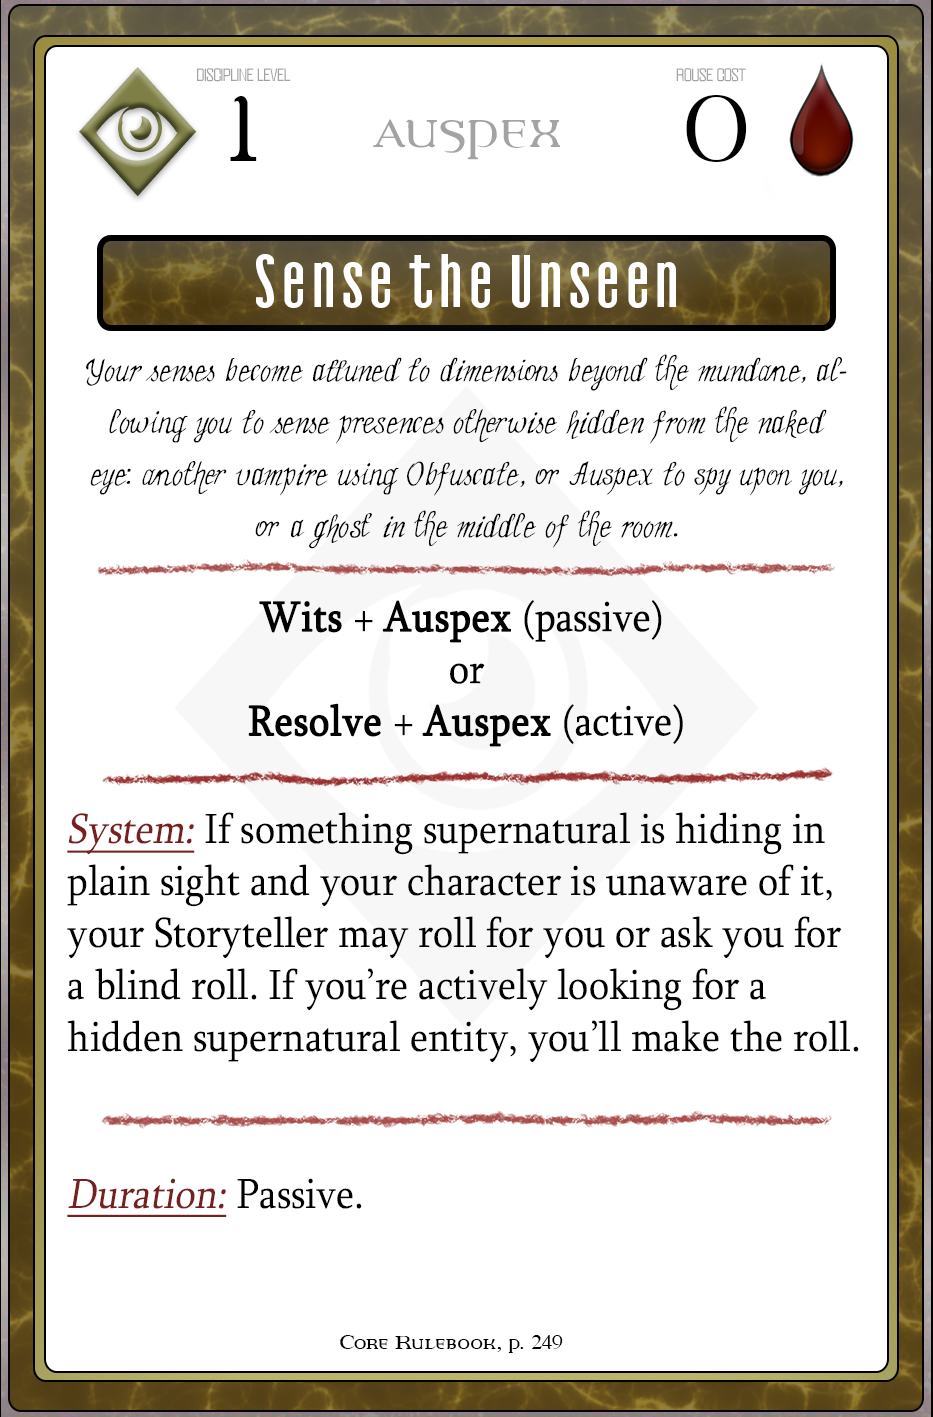 DISCIPLINE LEVEL
1
AUSPEX
ROUSE COST
0
Sense the Unseen
Your senses become attuned to dimensions beyond the mundane, al-
lowing you to sense presences otherwise hidden from the naked
eye: another vampire using Obfuscate, or Auspex to spy upon you,
or a ghost in the middle of the room.
Wits + Auspex (passive)
or
Resolve + Auspex (active)
System: If something supernatural is hiding in
plain sight and your character is unaware of it,
your Storyteller may roll for you or ask you for
a blind roll. If you’re actively looking for a
hidden supernatural entity, you’ll make the roll.
Duration: Passive.
Core Rulebook, p. 249